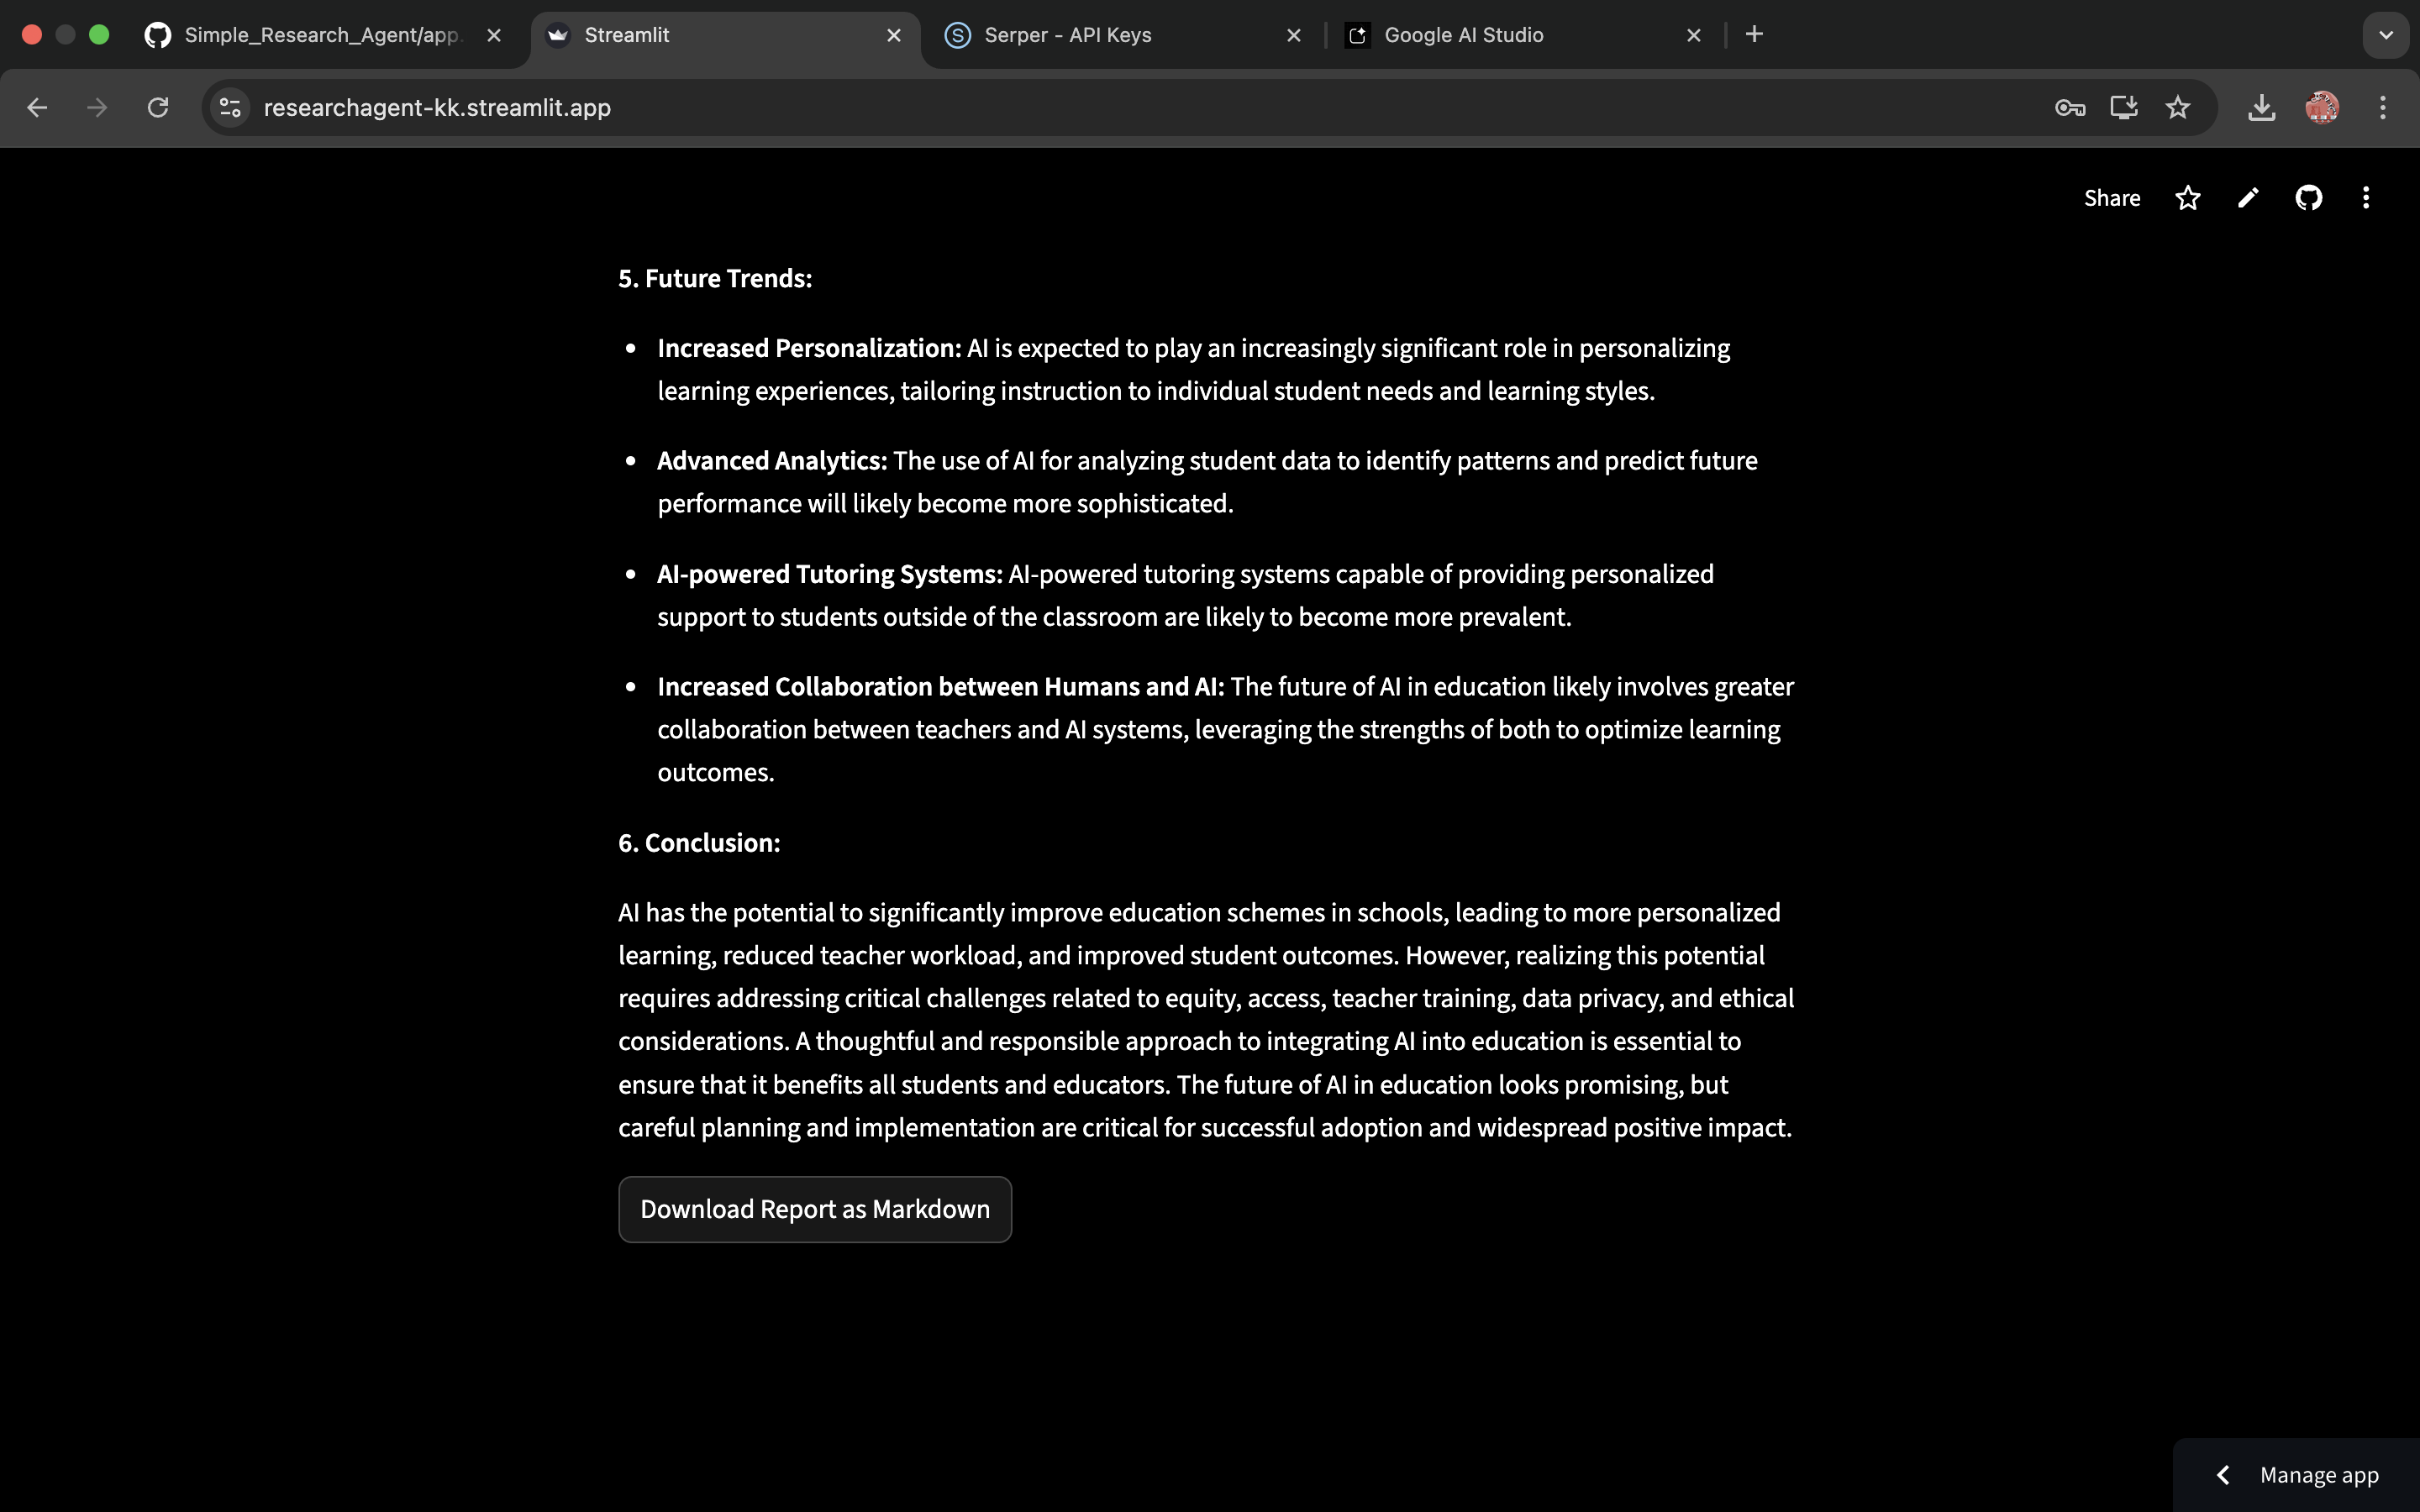 Simple_Research_Agent/app.
Streamlit
Serper - API Keys
Google AI Studio
researchagent-kk.streamlit.app
Share
5. Future Trends:
Increased Personalization: AI is expected to play an increasingly significant role in personalizing
learning experiences, tailoring instruction to individual student needs and learning styles.
Advanced Analytics: The use of AI for analyzing student data to identify patterns and predict future
performance will likely become more sophisticated.
AI-powered Tutoring Systems: AI-powered tutoring systems capable of providing personalized
support to students outside of the classroom are likely to become more prevalent.
Increased Collaboration between Humans and AI: The future of AI in education likely involves greater
collaboration between teachers and AI systems, leveraging the strengths of both to optimize learning
outcomes.
6. Conclusion:
AI has the potential to significantly improve education schemes in schools, leading to more personalized
learning, reduced teacher workload, and improved student outcomes. However, realizing this potential
requires addressing critical challenges related to equity, access, teacher training, data privacy, and ethical
considerations. A thoughtful and responsible approach to integrating AI into education is essential to
ensure that it benefits all students and educators. The future of AI in education looks promising, but
careful planning and implementation are critical for successful adoption and widespread positive impact.
Download Report as Markdown
Manage app